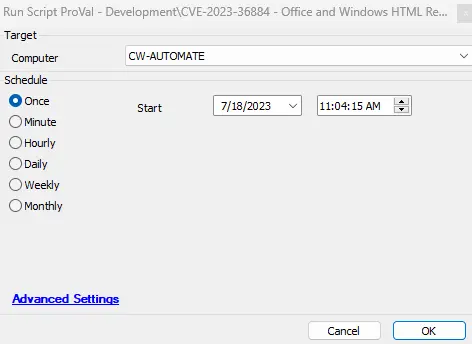 Run Script ProVal - Development\CVE-2023-36884 - Office and Windows HTML Re...
Target
Computer CW-AUTOMATE
Schedule
Once Start 7/18/2023 11:04:15 AM
Minute
Hourly
Daily
Weekly
Monthly
Advanced Settings
Cancel OK